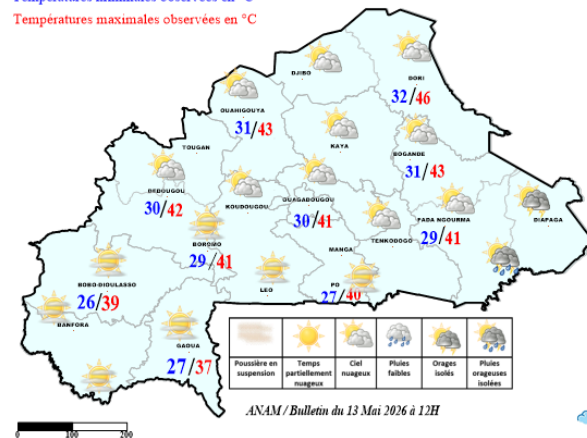 Températures maximales observées en °C
DJIBO
DORI
32/46
OUAHIGOUYA
31/43
TOUGAN
KAYA
BOGANDE
31/43
DEDOUGOU
30/42
KOUDOUGOU
OUAGADOUGOU
30/41
FADA NGOURMA
29/41
DIAPAGA
TENKODOGO
BOROMO
29/41
MANGA
BOBO-DIOULASSO
26/39
LEO
PO
27/40
BANFORA
GAOUA
27/37
Poussière en suspension
Temps partiellement nuageux
Ciel nuageux
Pluies faibles
Orages isolés
Pluies orageuses isolées
ANAM / Bulletin du 13 Mai 2026 à 12H
0 100 200